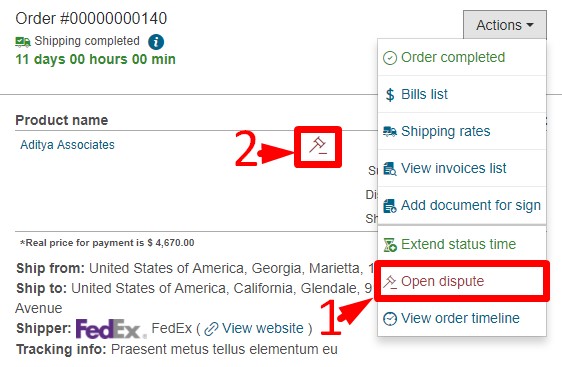 Order #00000000140
Actions
Shipping completed
11 days 00 hours 00 min
Order completed
Bills list
Shipping rates
View invoices list
Add document for sign
Extend status time
Open dispute
View order timeline
Product name
Aditya Associates
2
Di
Sh
*Real price for payment is $ 4,670.00
Ship from: United States of America, Georgia, Marietta, 1
Ship to: United States of America, California, Glendale, 9
Avenue
1
Shipper: FedEx. FedEx ( View website )
Tracking info: Praesent metus tellus elementum eu